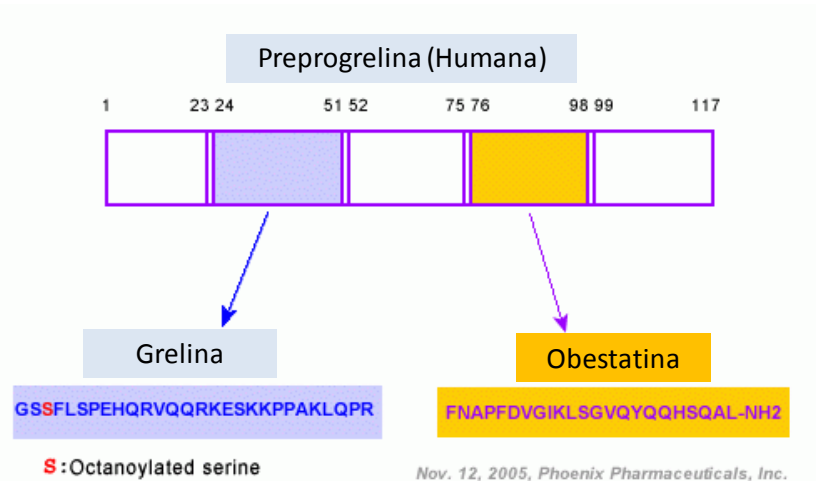 Preprogrelina (Humana)
1 23 24 51 52 75 76 98 99 117
Grelina
Obestatina
GSSFLSPEHQRVQQRKESKKPPAKLQPR
FNAPFDVGIKLSGVQYQQHSQAL-NH2
S:Octanoylated serine
Nov. 12, 2005, Phoenix Pharmaceuticals, Inc.